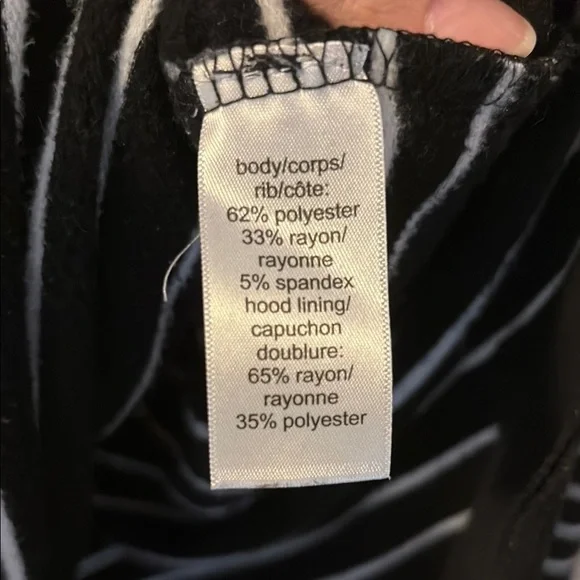 body/corps/
rib/côte:
62% polyester
33% rayon/
rayonne
5% spandex
hood lining/
capuchon
doublure:
65% rayon/
rayonne
35% polyester